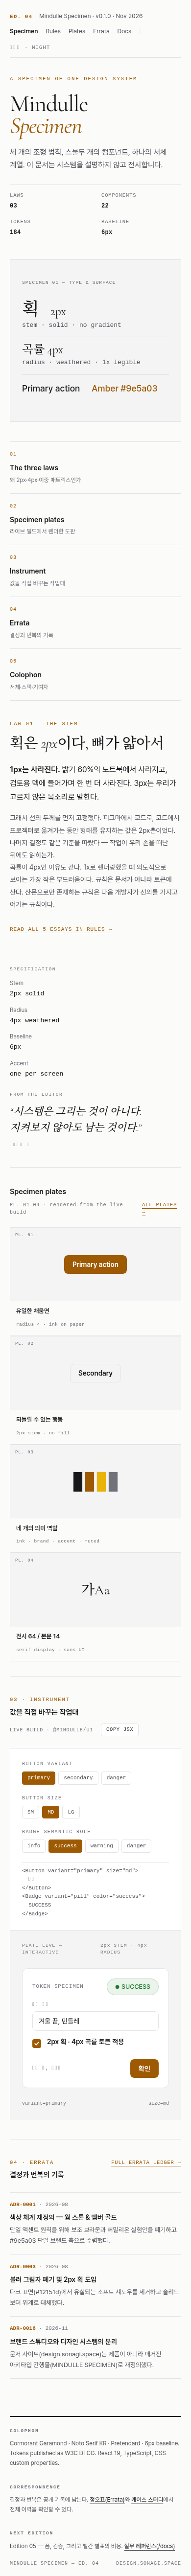 ED. 04 Mindulle Specimen · v0.1.0 · Nov 2026
Specimen Rules Plates Errata Docs
· NIGHT
A SPECIMEN OF ONE DESIGN SYSTEM
Mindulle
Specimen
세 개의 조형 법칙, 스물두 개의 컴포넌트, 하나의 서체
계열. 이 문서는 시스템을 설명하지 않고 전시합니다.
LAWS
03
COMPONENTS
22
TOKENS
184
BASELINE
6px
SPECIMEN 01 — TYPE & SURFACE
획 2px
stem · solid · no gradient
곡률 4px
radius · weathered · 1x legible
Primary action Amber #9e5a03
01
The three laws
왜 2px·4px·이중 매트릭스인가
02
Specimen plates
라이브 빌드에서 렌더한 도판
03
Instrument
값을 직접 바꾸는 작업대
04
Errata
결정과 번복의 기록
05
Colophon
서체·스택·기여자
LAW 01 — THE STEM
획은 2px이다, 뼈가 얇아서
1px는 사라진다. 밝기 60%의 노트북에서 사라지고,
검토용 덱에 들어가며 한 번 더 사라진다. 3px는 우리가
고르지 않은 목소리로 말한다.
그래서 선의 두께를 먼저 고정했다. 피그마에서 코드로, 코드에서
프로젝터로 옮겨가는 동안 형태를 유지하는 값은 2px뿐이었다.
나머지 결정도 같은 기준을 따랐다 — 작업이 우리 손을 떠난
뒤에도 읽히는가.
곡률이 4px인 이유도 같다. 1x로 렌더링했을 때 의도적으로
보이는 가장 작은 부드러움이다. 규칙은 문서가 아니라 토큰에
산다. 산문으로만 존재하는 규칙은 다음 개발자가 선의를 가지고
어기는 규칙이다.
READ ALL 5 ESSAYS IN RULES →
SPECIFICATION
Stem
2px solid
Radius
4px weathered
Baseline
6px
Accent
one per screen
FROM THE EDITOR
“시스템은 그리는 것이 아니다.
지켜보지 않아도 남는 것이다.”
Specimen plates
PL. 01–04 · rendered from the live
build
ALL PLATES
→
PL. 01
Primary action
유일한 채움면
radius 4 · ink on paper
PL. 02
Secondary
되돌릴 수 있는 행동
2px stem · no fill
PL. 03
네 개의 의미 역할
ink · brand · accent · muted
PL. 04
가Aa
전시 64 / 본문 14
serif display · sans UI
03 · INSTRUMENT
값을 직접 바꾸는 작업대
LIVE BUILD · @MINDULLE/UI COPY JSX
BUTTON VARIANT
primary secondary danger
BUTTON SIZE
SM MD LG
BADGE SEMANTIC ROLE
info success warning danger
<Button variant="primary" size="md">
</Button>
<Badge variant="pill" color="success">
SUCCESS
</Badge>
PLATE LIVE —
INTERACTIVE
2px STEM · 4px
RADIUS
TOKEN SPECIMEN
SUCCESS
겨울 끝, 민들레
2px 획 · 4px 곡률 토큰 적용
확인
variant=primary size=md
04 · ERRATA FULL ERRATA LEDGER →
결정과 번복의 기록
ADR-0001 · 2026-08
색상 체계 재정의 — 월 스톤 & 앰버 골드
단일 액센트 원칙을 위해 보조 브라운과 버밀리온 실험안을 폐기하고
#9e5a03 단일 브랜드 축으로 수렴했다.
ADR-0003 · 2026-08
블러 그림자 폐기 및 2px 획 도입
다크 표면(#12151d)에서 유실되는 소프트 섀도우를 제거하고 솔리드
보더 위계로 대체했다.
ADR-0016 · 2026-11
브랜드 스튜디오와 디자인 시스템의 분리
문서 사이트(design.sonagi.space)는 제품이 아니라 매거진
아키타입 간행물(MINDULLE SPECIMEN)로 재정의했다.
COLOPHON
Cormorant Garamond · Noto Serif KR · Pretendard · 6px baseline.
Tokens published as W3C DTCG. React 19, TypeScript, CSS
custom properties.
CORRESPONDENCE
결정과 번복은 공개 기록에 남는다. 정오표(Errata)와 케이스 스터디에서
전체 이력을 확인할 수 있다.
NEXT EDITION
Edition 05 — 폼, 검증, 그리고 빨간 별표의 비용. 실무 레퍼런스(/docs)
MINDULLE SPECIMEN — ED. 04 DESIGN.SONAGI.SPACE